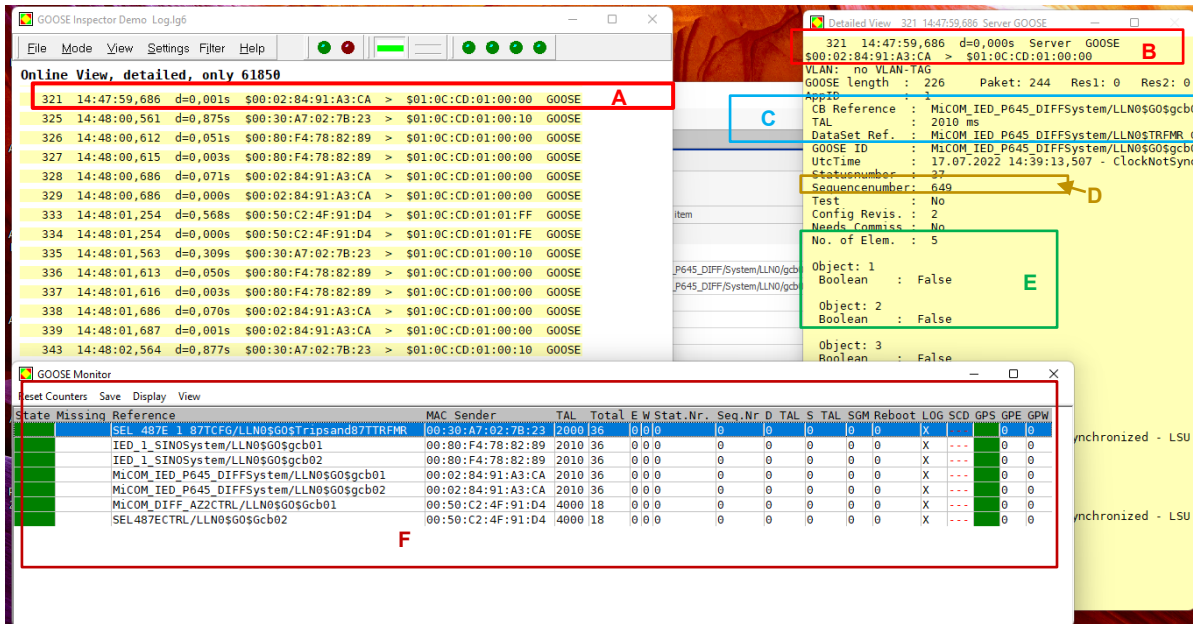 GOOSE Inspector Demo Log.lg6
File Mode View Settings Filter Help
Online View, detailed, only 61850
321 14:47:59,686 d=0,001s $00:02:84:91:A3:CA > $01:0C:CD:01:00:00 GOOSE
A
325 14:48:00,561 d=0,875s $00:30:A7:02:7B:23 > $01:0C:CD:01:00:10 GOOSE
326 14:48:00,612 d=0,051s $00:80:F4:78:82:89 > $01:0C:CD:01:00:00 GOOSE
327 14:48:00,615 d=0,003s $00:80:F4:78:82:89 > $01:0C:CD:01:00:00 GOOSE
328 14:48:00,686 d=0,071s $00:02:84:91:A3:CA > $01:0C:CD:01:00:00 GOOSE
329 14:48:00,686 d=0,000s $00:02:84:91:A3:CA > $01:0C:CD:01:00:00 GOOSE
333 14:48:01,254 d=0,568s $00:50:C2:4F:91:D4 > $01:0C:CD:01:01:FF GOOSE
334 14:48:01,254 d=0,000s $00:50:C2:4F:91:D4 > $01:0C:CD:01:01:FE GOOSE
335 14:48:01,563 d=0,309s $00:30:A7:02:7B:23 > $01:0C:CD:01:00:10 GOOSE
336 14:48:01,613 d=0,050s $00:80:F4:78:82:89 > $01:0C:CD:01:00:00 GOOSE
337 14:48:01,616 d=0,003s $00:80:F4:78:82:89 > $01:0C:CD:01:00:00 GOOSE
338 14:48:01,686 d=0,070s $00:02:84:91:A3:CA > $01:0C:CD:01:00:00 GOOSE
339 14:48:01,687 d=0,001s $00:02:84:91:A3:CA > $01:0C:CD:01:00:00 GOOSE
343 14:48:02,564 d=0,877s $00:30:A7:02:7B:23 > $01:0C:CD:01:00:10 GOOSE
item
_P645_DIFF/System/LLN0/gcb0
_P645_DIFF/System/LLN0/gcb0
Detailed View 321 14:47:59,686 Server GOOSE
321 14:47:59,686 d=0,000s Server GOOSE
$00:02:84:91:A3:CA > $01:0C:CD:01:00:00
B
VLAN: no VLAN-TAG
GOOSE length : 226 Paket: 244 Res1: 0 Res2: 0
AppID : 1
CB Reference : MiCOM_IED_P645_DIFFSystem/LLN0$GO$gcb0
C
TAL : 2010 ms
DataSet Ref. : MiCOM_IED_P645_DIFFSystem/LLN0$TRFMR_
GOOSE ID : MiCOM_IED_P645_DIFFSystem/LLN0$GO$gcb0
UtcTime : 17.07.2022 14:39:13,507 - ClockNotSyn
Statusnumber : 37
Sequencenumber: 649
D
Test : No
Config Revis. : 2
Needs Commiss : No
No. of Elem. : 5
Object: 1
Boolean : False
E
Object: 2
Boolean : False
Object: 3
Boolean : False
ynchronized - LSU
ynchronized - LSU
GOOSE Monitor
Reset Counters Save Display View
State Missing Reference MAC Sender TAL Total E W Stat.Nr. Seq.Nr D TAL S TAL SGM Reboot LOG SCD GPS GPE GPW
SEL_487E_1_87TCFG/LLN0$GO$Tripsand87TTRFMR 00:30:A7:02:7B:23 2000 36 0 0 0 0 0 0 0 0 X --- 0 0
IED_1_SINOSystem/LLN0$GO$gcb01 00:80:F4:78:82:89 2010 36 0 0 0 0 0 0 0 0 X --- 0 0
IED_1_SINOSystem/LLN0$GO$gcb02 00:80:F4:78:82:89 2010 36 0 0 0 0 0 0 0 0 X --- 0 0
MiCOM_IED_P645_DIFFSystem/LLN0$GO$gcb01 00:02:84:91:A3:CA 2010 36 0 0 0 0 0 0 0 0 X --- 0 0
MiCOM_IED_P645_DIFFSystem/LLN0$GO$gcb02 00:02:84:91:A3:CA 2010 36 0 0 0 0 0 0 0 0 X --- 0 0
MiCOM_DIFF_AZ2CTRL/LLN0$GO$Gcb01 00:50:C2:4F:91:D4 4000 18 0 0 0 0 0 0 0 0 X --- 0 0
SEL487ECTRL/LLN0$GO$Gcb02 00:50:C2:4F:91:D4 4000 18 0 0 0 0 0 0 0 0 X --- 0 0
F